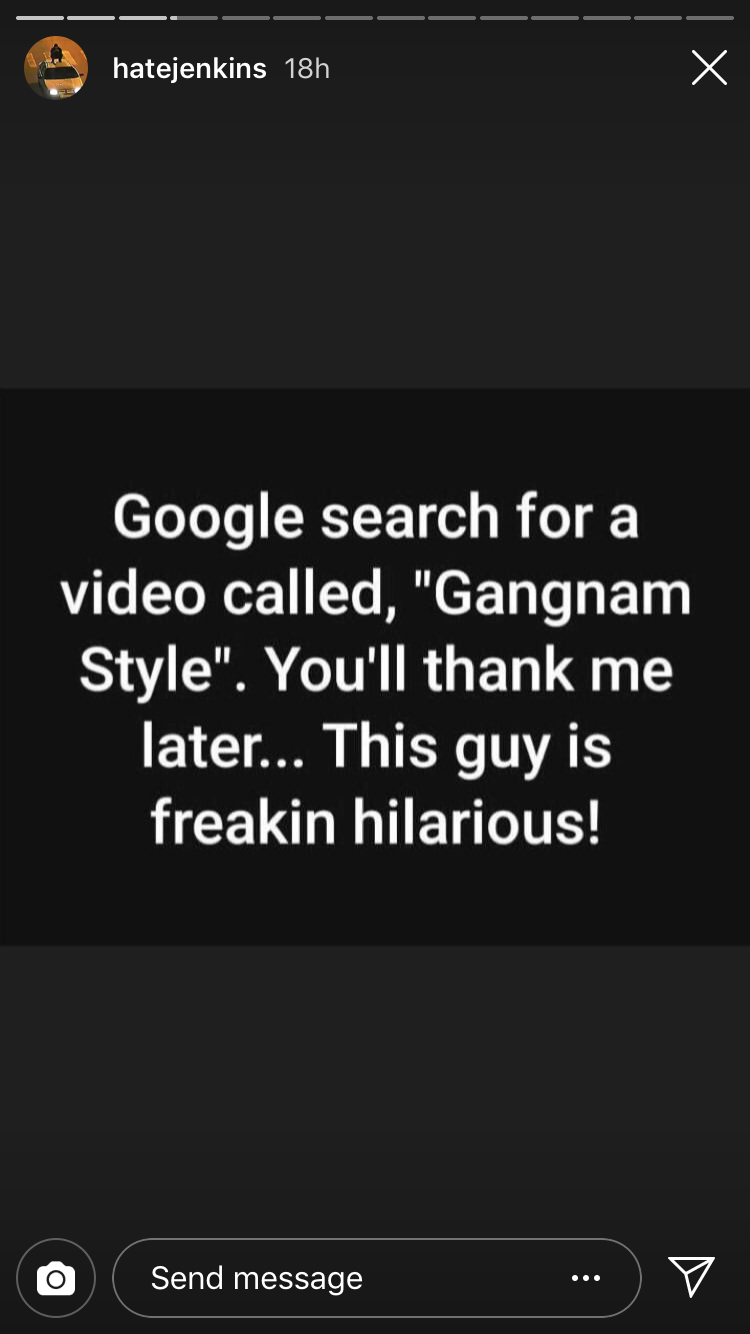 hatejenkins 18h
Google search for a
video called, "Gangnam
Style". You'll thank me
later... This guy is
freakin hilarious!
Send message